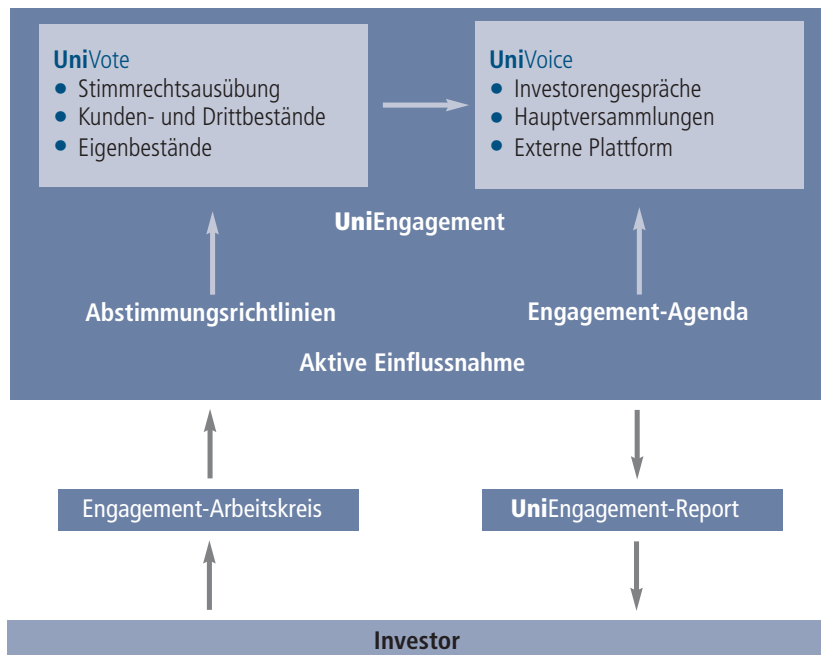 UniVote
• Stimmrechtsausübung
• Kunden- und Drittbestände
• Eigenbestände
UniVoice
• Investorengespräche
• Hauptversammlungen
• Externe Plattform
UniEngagement
Abstimmungsrichtlinien
Engagement-Agenda
Aktive Einflussnahme
Engagement-Arbeitskreis
UniEngagement-Report
Investor